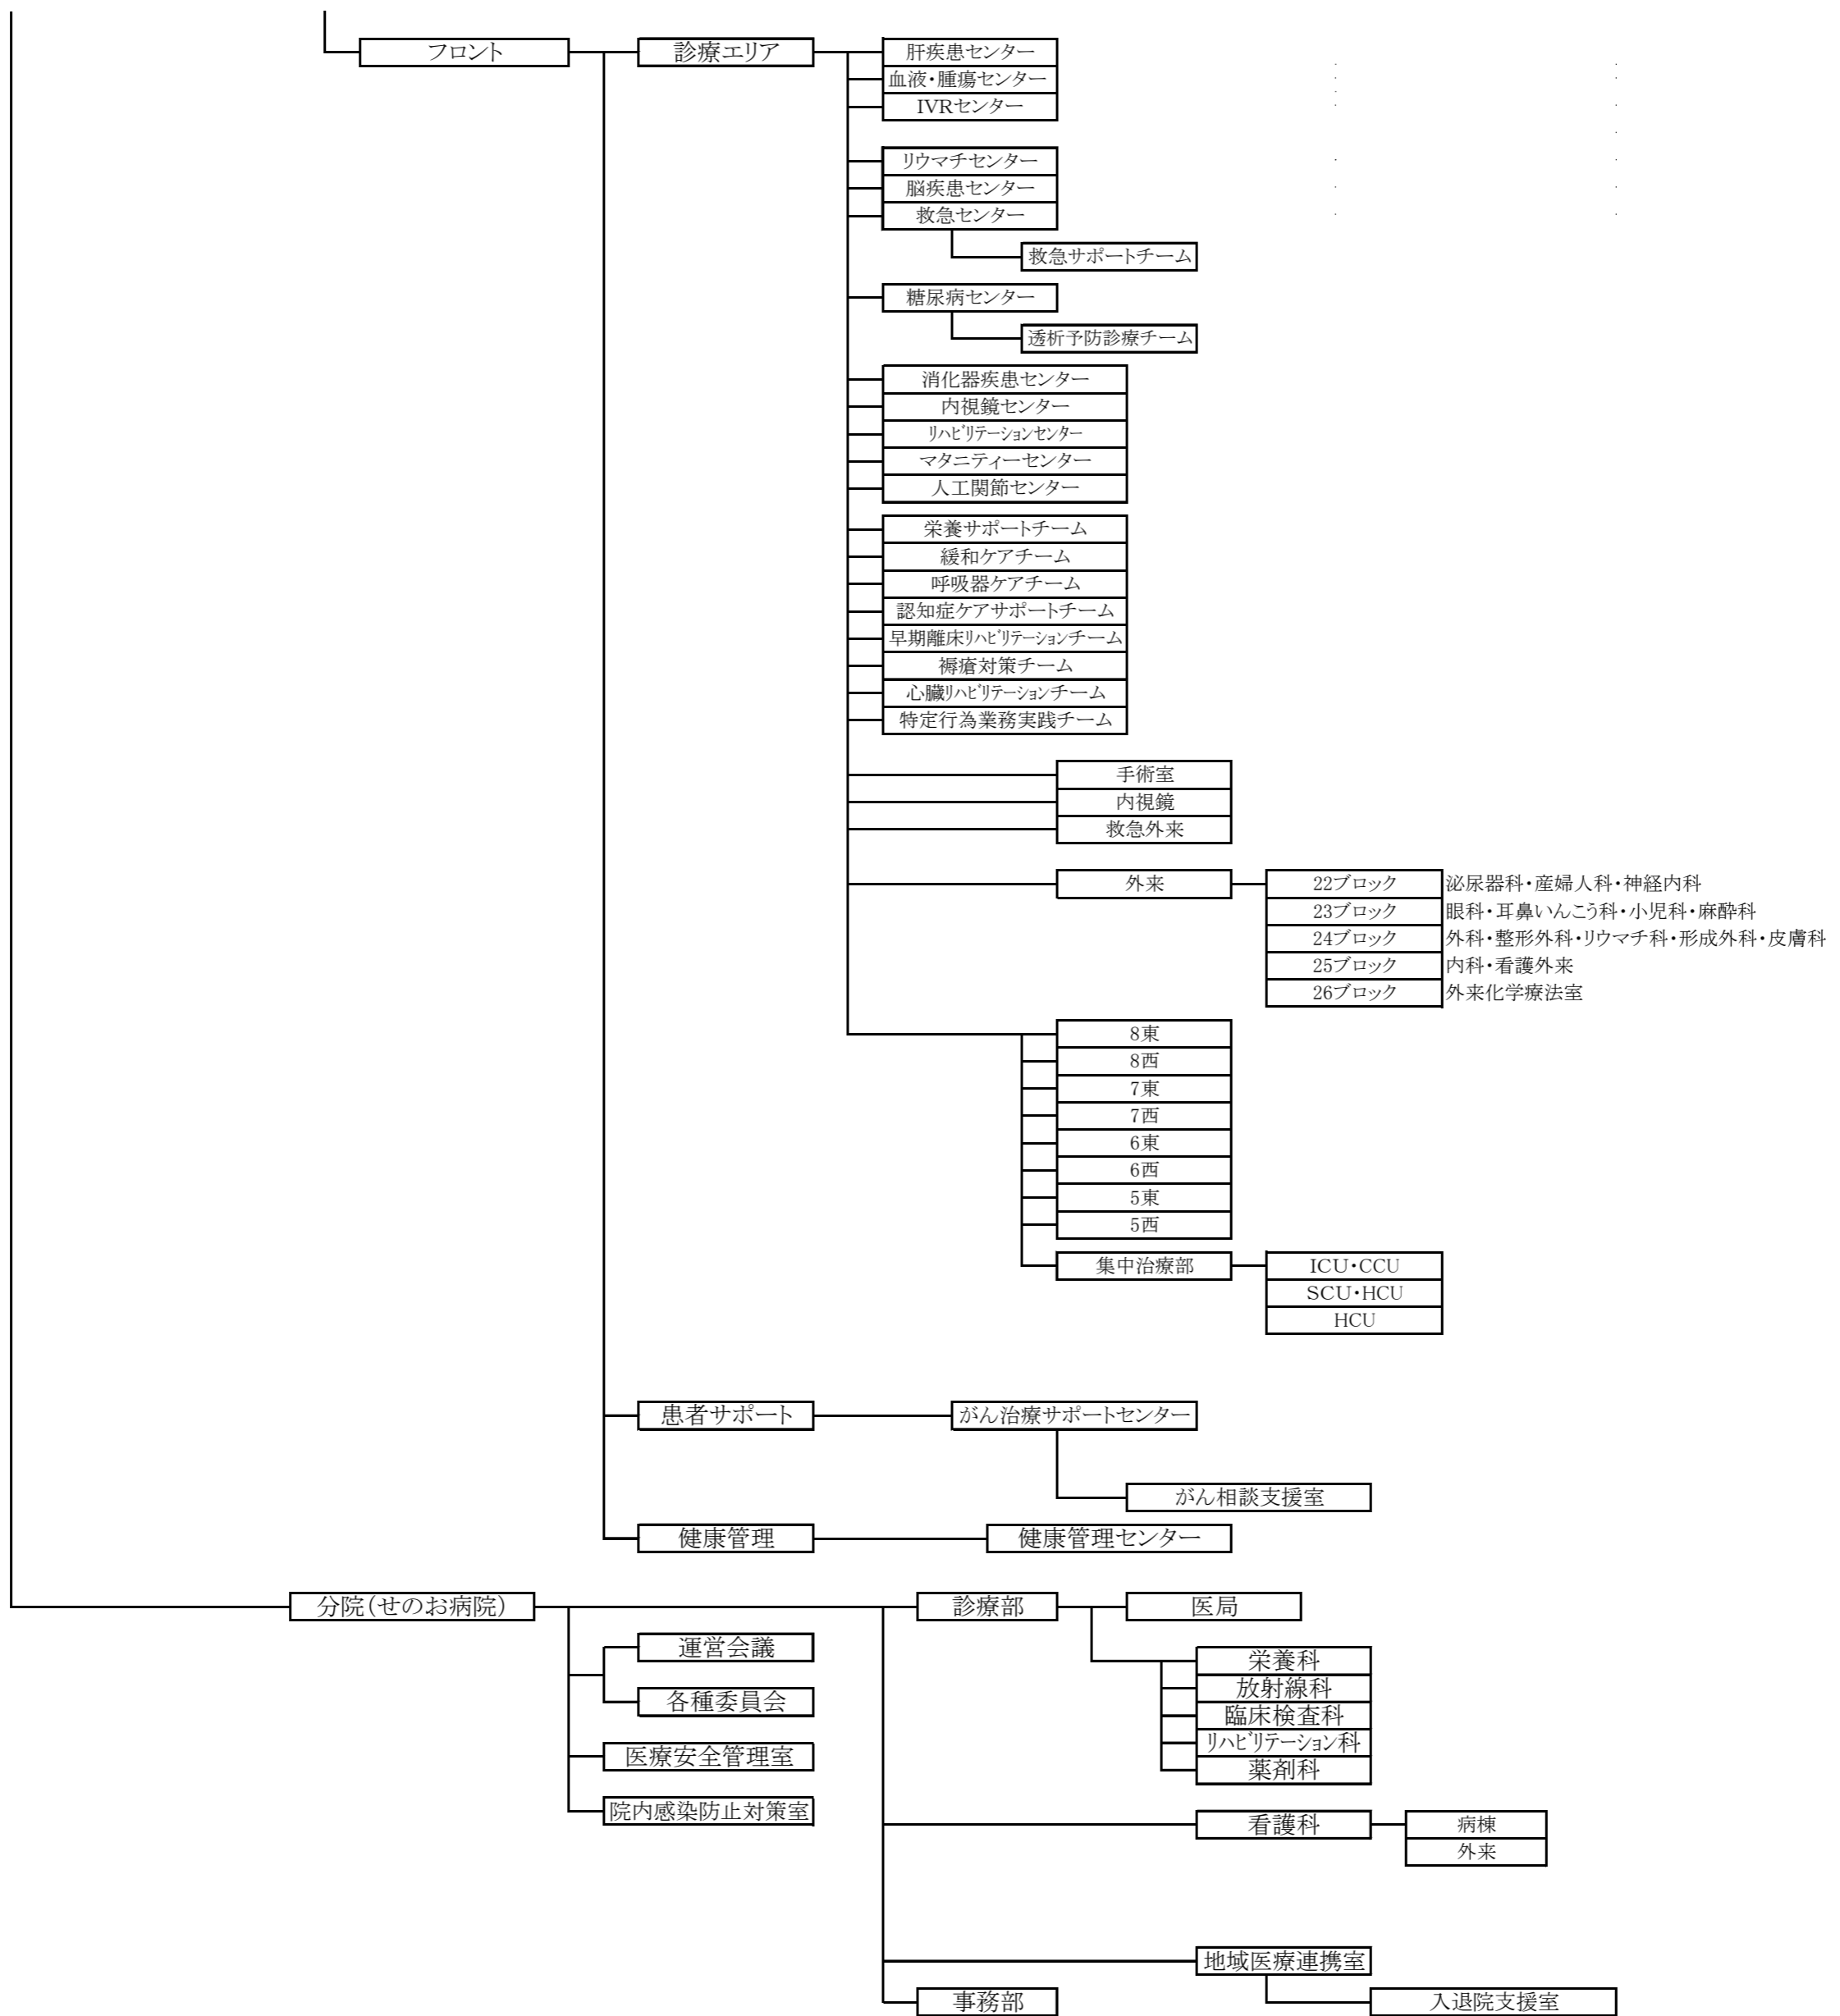 フロント
診療エリア
肝疾患センター
血液・腫瘍センター
IVRセンター
リウマチセンター
脳疾患センター
救急センター
救急サポートチーム
糖尿病センター
透析予防診療チーム
消化器疾患センター
内視鏡センター
ﾘﾊﾋﾞﾘﾃｰｼｮﾝｾﾝﾀｰ
マタニティーセンター
人工関節センター
栄養サポートチーム
緩和ケアチーム
呼吸器ケアチーム
認知症ケアサポートチーム
早期離床ﾘﾊﾋﾞﾘﾃｰｼｮﾝチーム
褥瘡対策チーム
心臓ﾘﾊﾋﾞﾘﾃｰｼｮﾝチーム
特定行為業務実践チーム
手術室
内視鏡
救急外来
外来
22ブロック 泌尿器科・産婦人科・神経内科
23ブロック 眼科・耳鼻いんこう科・小児科・麻酔科
24ブロック 外科・整形外科・リウマチ科・形成外科・皮膚科
25ブロック 内科・看護外来
26ブロック 外来化学療法室
8東
8西
7東
7西
6東
6西
5東
5西
集中治療部
ICU・CCU
SCU・HCU
HCU
患者サポート
がん治療サポートセンター
がん相談支援室
健康管理
健康管理センター
分院（せのお病院）
診療部
医局
運営会議
各種委員会
医療安全管理室
院内感染防止対策室
栄養科
放射線科
臨床検査科
ﾘﾊﾋﾞﾘﾃｰｼｮﾝ科
薬剤科
看護科
病棟
外来
地域医療連携室
事務部
入退院支援室